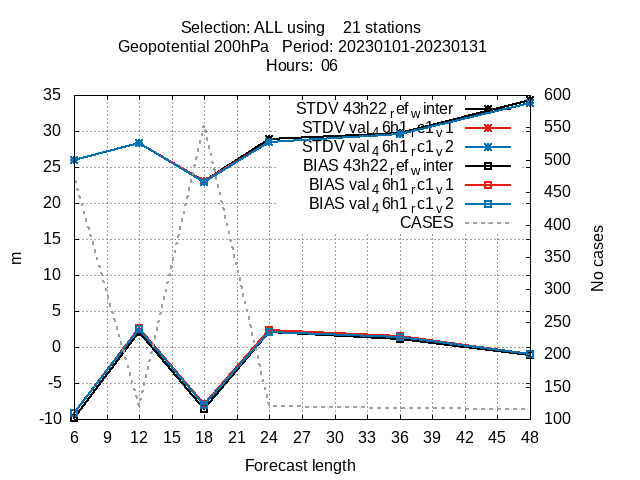 Selection: ALL using    21 stations
Geopotential 200hPa   Period: 20230101-20230131
Hours:  06
STDV 43h22_ref_winter
STDV val_46h1_rc1_v1
STDV val_46h1_rc1_v2
BIAS 43h22_ref_winter
BIAS val_46h1_rc1_v1
BIAS val_46h1_rc1_v2
CASES
35
30
25
20
15
10
5
0
-5
-10
m
600
550
500
450
400
350
300
250
200
150
100
No cases
6 9 12 15 18 21 24 27 30 33 36 39 42 45 48
Forecast length